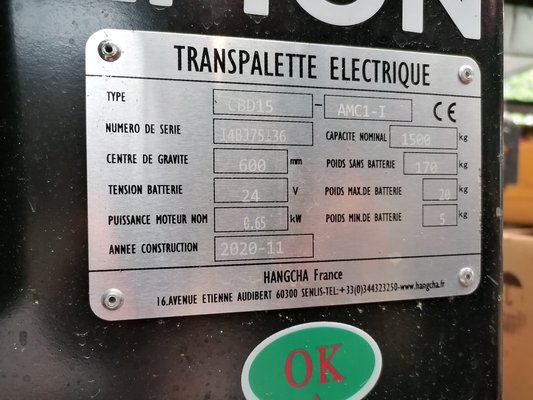 TRANSPALETTE ELECTRIQUE
TYPE CBD15 - AMC1-I CE
NUMERO DE SERIE CAPACITE NOMINAL 1500 kg
CENTRE DE GRAVITE 600 mm POIDS SANS BATTERIE 170 kg
TENSION BATTERIE 24 V POIDS MAX.DE BATTERIE 20 kg
PUISSANCE MOTEUR NOM 0.65 kW POIDS MIN.DE BATTERIE 5 kg
ANNEE CONSTRUCTION 2020-11
HANGCHA France
16.AVENUE ETIENNE AUDIBERT 60300 SENLIS-TEL:+33(0)344323250-www.hangcha.fr
OK